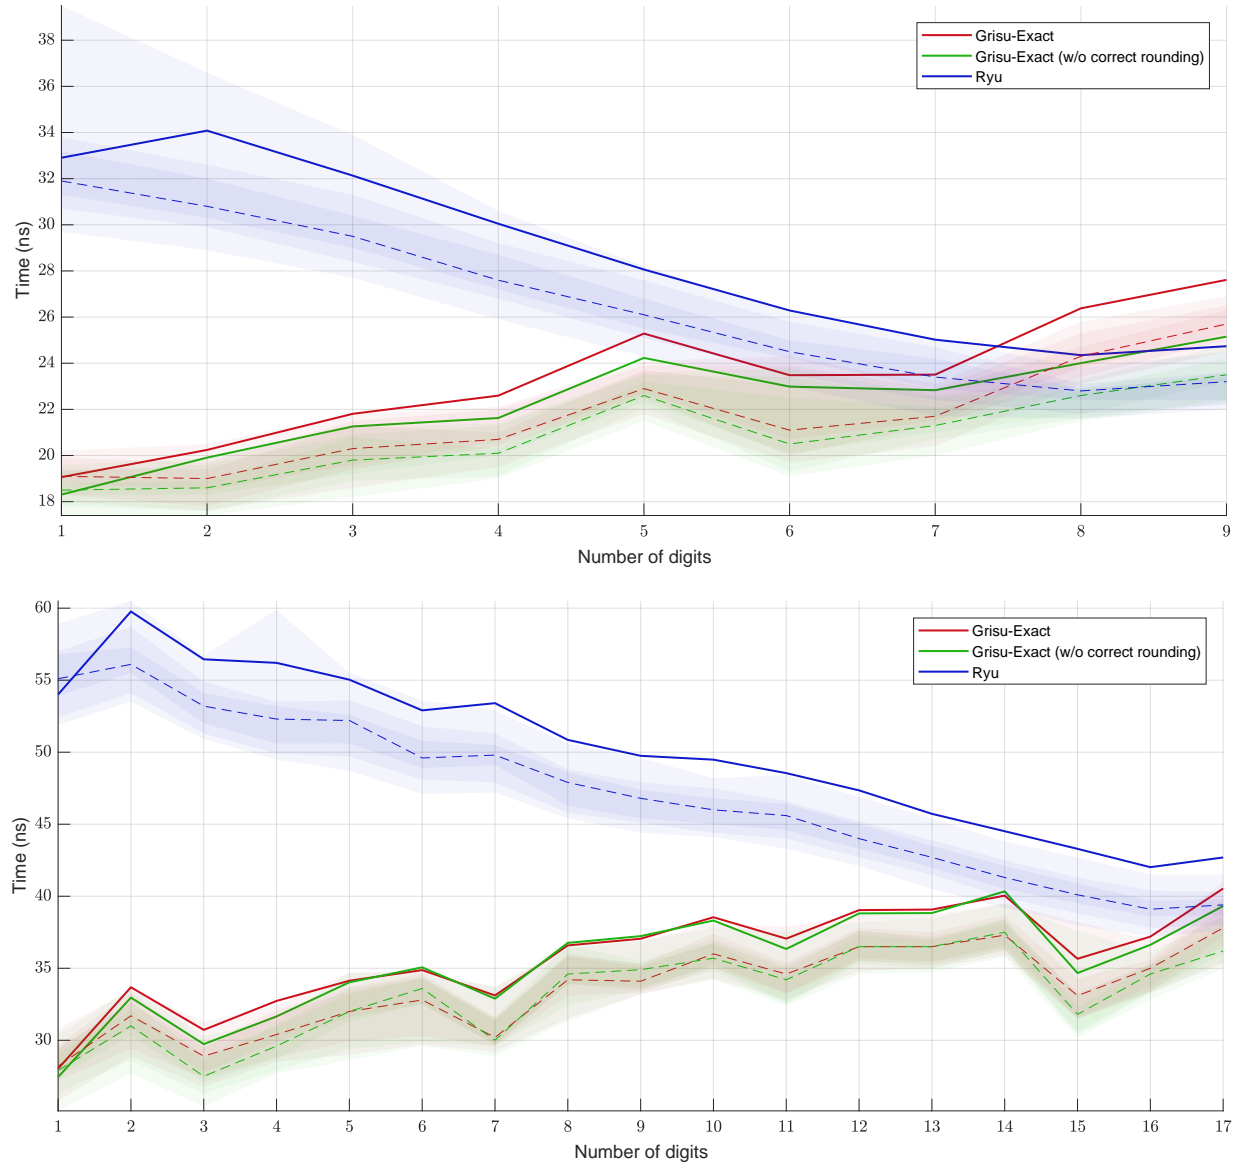 38
36
34
32
30
28
26
24
22
20
18
Time (ns)
Grisu-Exact
Grisu-Exact (w/o correct rounding)
Ryu
1 2 3 4 5 6 7 8 9
Number of digits
60
55
50
45
40
35
30
Time (ns)
Grisu-Exact
Grisu-Exact (w/o correct rounding)
Ryu
1 2 3 4 5 6 7 8 9 10 11 12 13 14 15 16 17
Number of digits